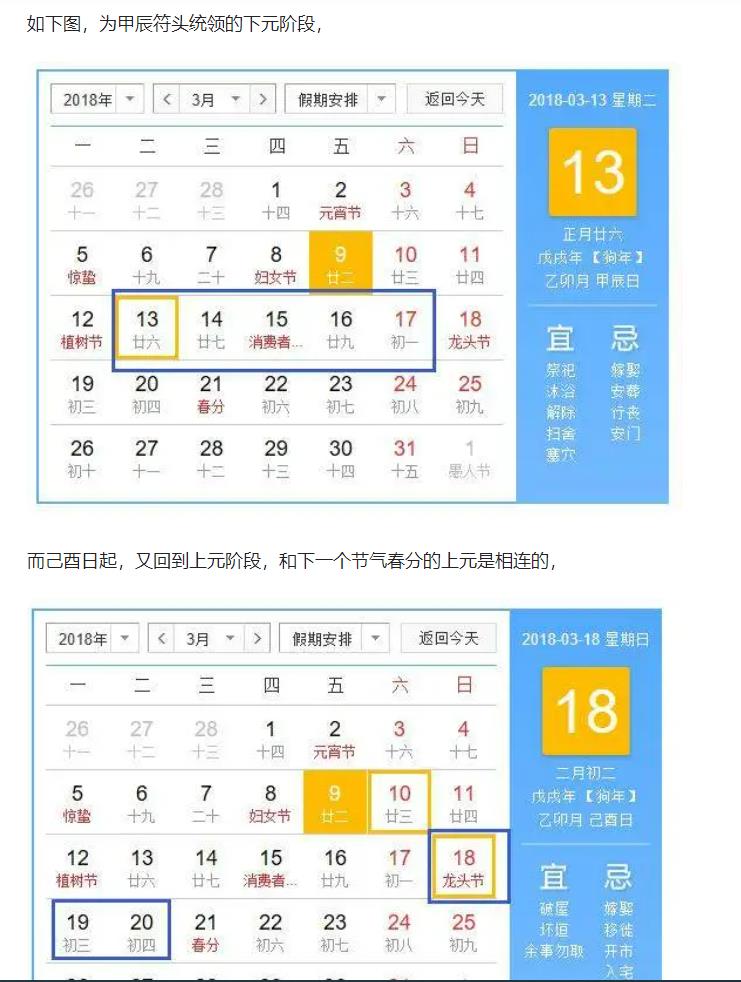 如下图，为甲辰符头统领的下元阶段，
2018年 3月 假期安排 返回今天
一 二 三 四 五 六 日
26 27 28 1 2 3 4
十一 十二 十三 十四 元宵节 十六 十七
5 6 7 8 9 10 11
惊蛰 十九 二十 妇女节 廿二 廿三 廿四
12 13 14 15 16 17 18
植树节 廿六 廿七 消费者... 廿九 初一 龙头节
19 20 21 22 23 24 25
初三 初四 春分 初六 初七 初八 初九
26 27 28 29 30 31 1
初十 十一 十二 十三 十四 十五 愚人节
2018-03-13 星期二
13
正月廿六
戊戌年【狗年】
乙卯月 甲辰日
宜 忌
祭祀 嫁娶
沐浴 安葬
解除 行丧
扫舍 安门
塞穴
而己酉日起，又回到上元阶段，和下一个节气春分的上元是相连的，
2018年 3月 假期安排 返回今天
一 二 三 四 五 六 日
26 27 28 1 2 3 4
十一 十二 十三 十四 元宵节 十六 十七
5 6 7 8 9 10 11
惊蛰 十九 二十 妇女节 廿二 廿三 廿四
12 13 14 15 16 17 18
植树节 廿六 廿七 消费者... 廿九 初一 龙头节
19 20 21 22 23 24 25
初三 初四 春分 初六 初七 初八 初九
2018-03-18 星期日
18
二月初二
戊戌年【狗年】
乙卯月 己酉日
宜 忌
破屋 嫁娶
坏垣 移徙
余事勿取 开市
入宅